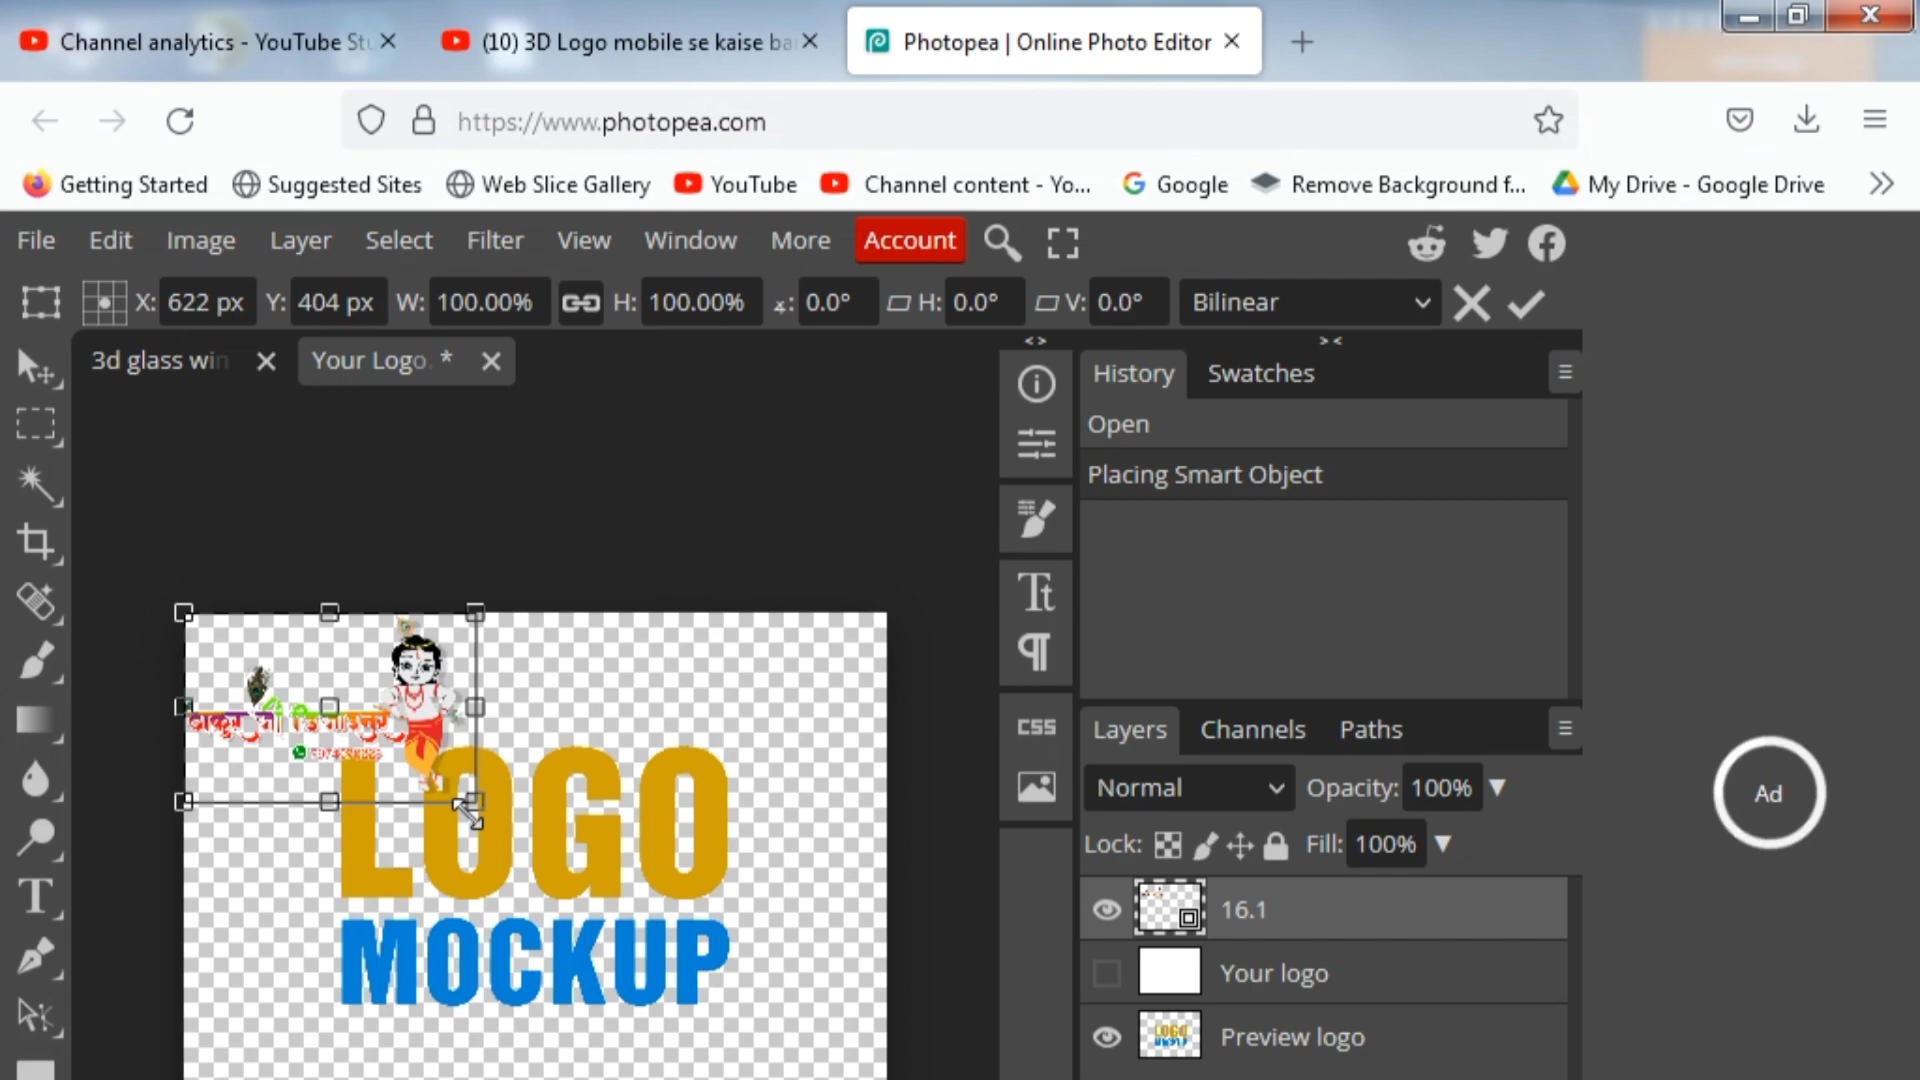 Channel analytics - YouTube Stu
(10) 3D Logo mobile se kaise ba
Photopea | Online Photo Editor
https://www.photopea.com
Getting Started
Suggested Sites
Web Slice Gallery
YouTube
Channel content - Yo...
Google
Remove Background f...
My Drive - Google Drive
File Edit Image Layer Select Filter View Window More Account
X: 622 px Y: 404 px W: 100.00% H: 100.00% 0.0° H: 0.0° V: 0.0° Bilinear
3d glass win
Your Logo. *
History Swatches
Open
Placing Smart Object
CSS
LOGO
MOCKUP
Layers Channels Paths
Normal Opacity: 100%
Lock: Fill: 100%
16.1
Your logo
Preview logo
Ad